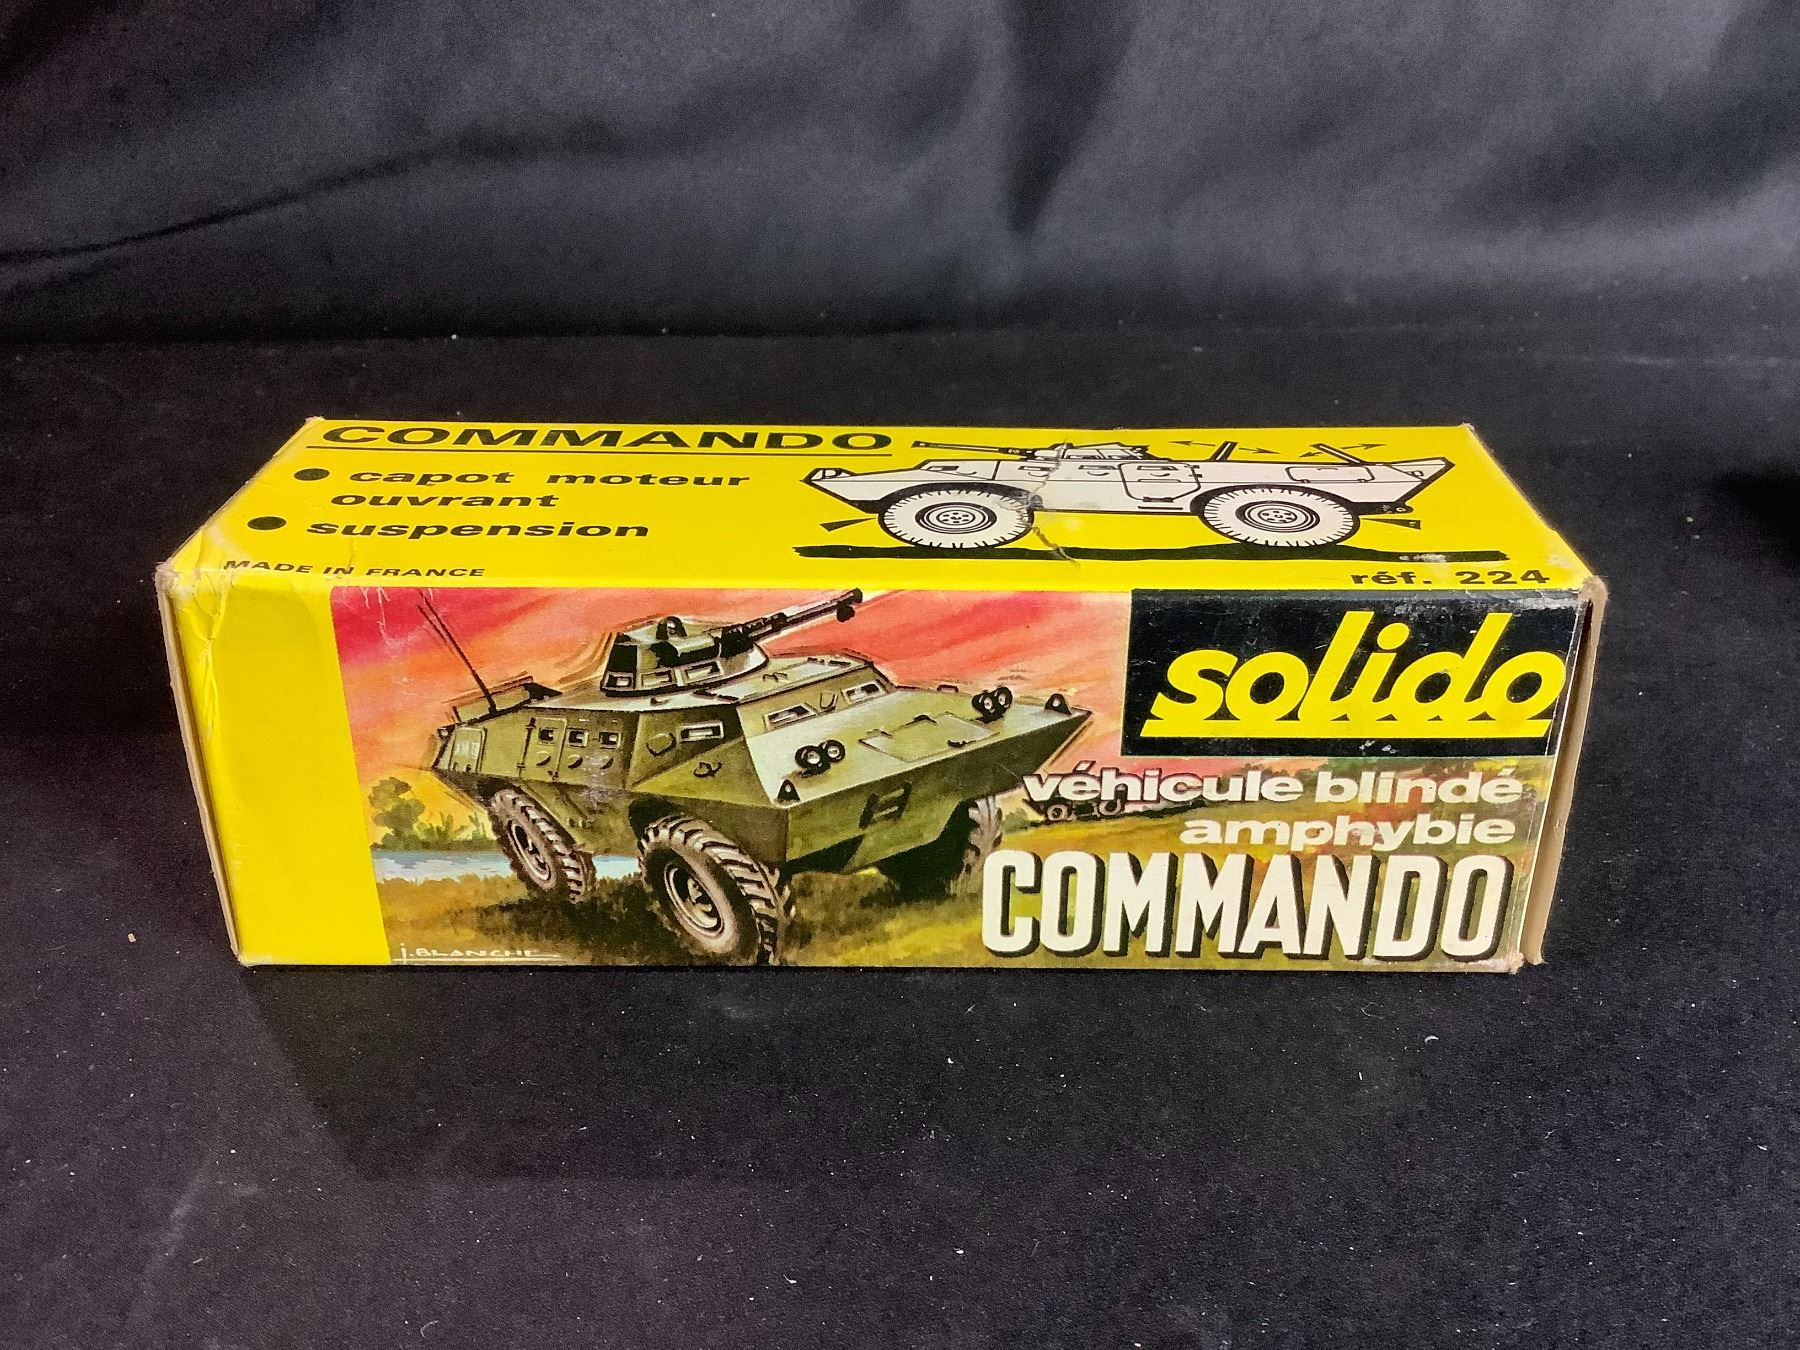 COMMANDO
• capot moteur
ouvrant
• suspension
MADE IN FRANCE
réf. 224
solido
véhicule blindé
amphybie
COMMANDO
J. BLANCHE